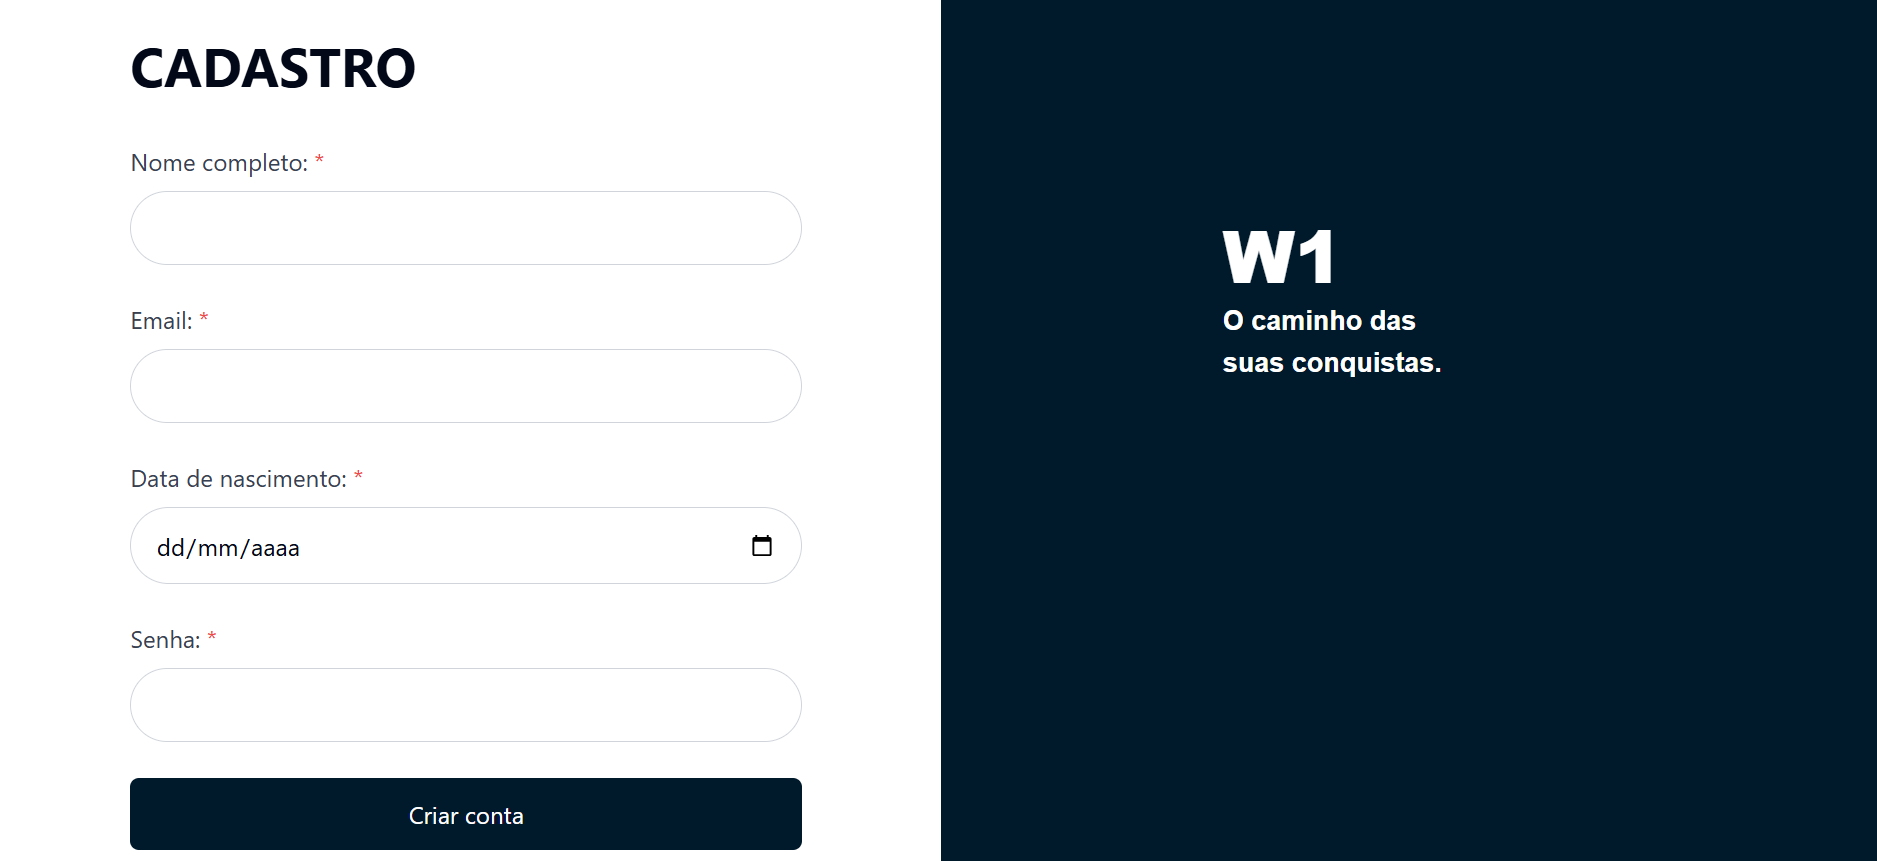 CADASTRO
Nome completo: *
Email: *
Data de nascimento: *
dd/mm/aaaa
Senha: *
Criar conta
W1
O caminho das
suas conquistas.